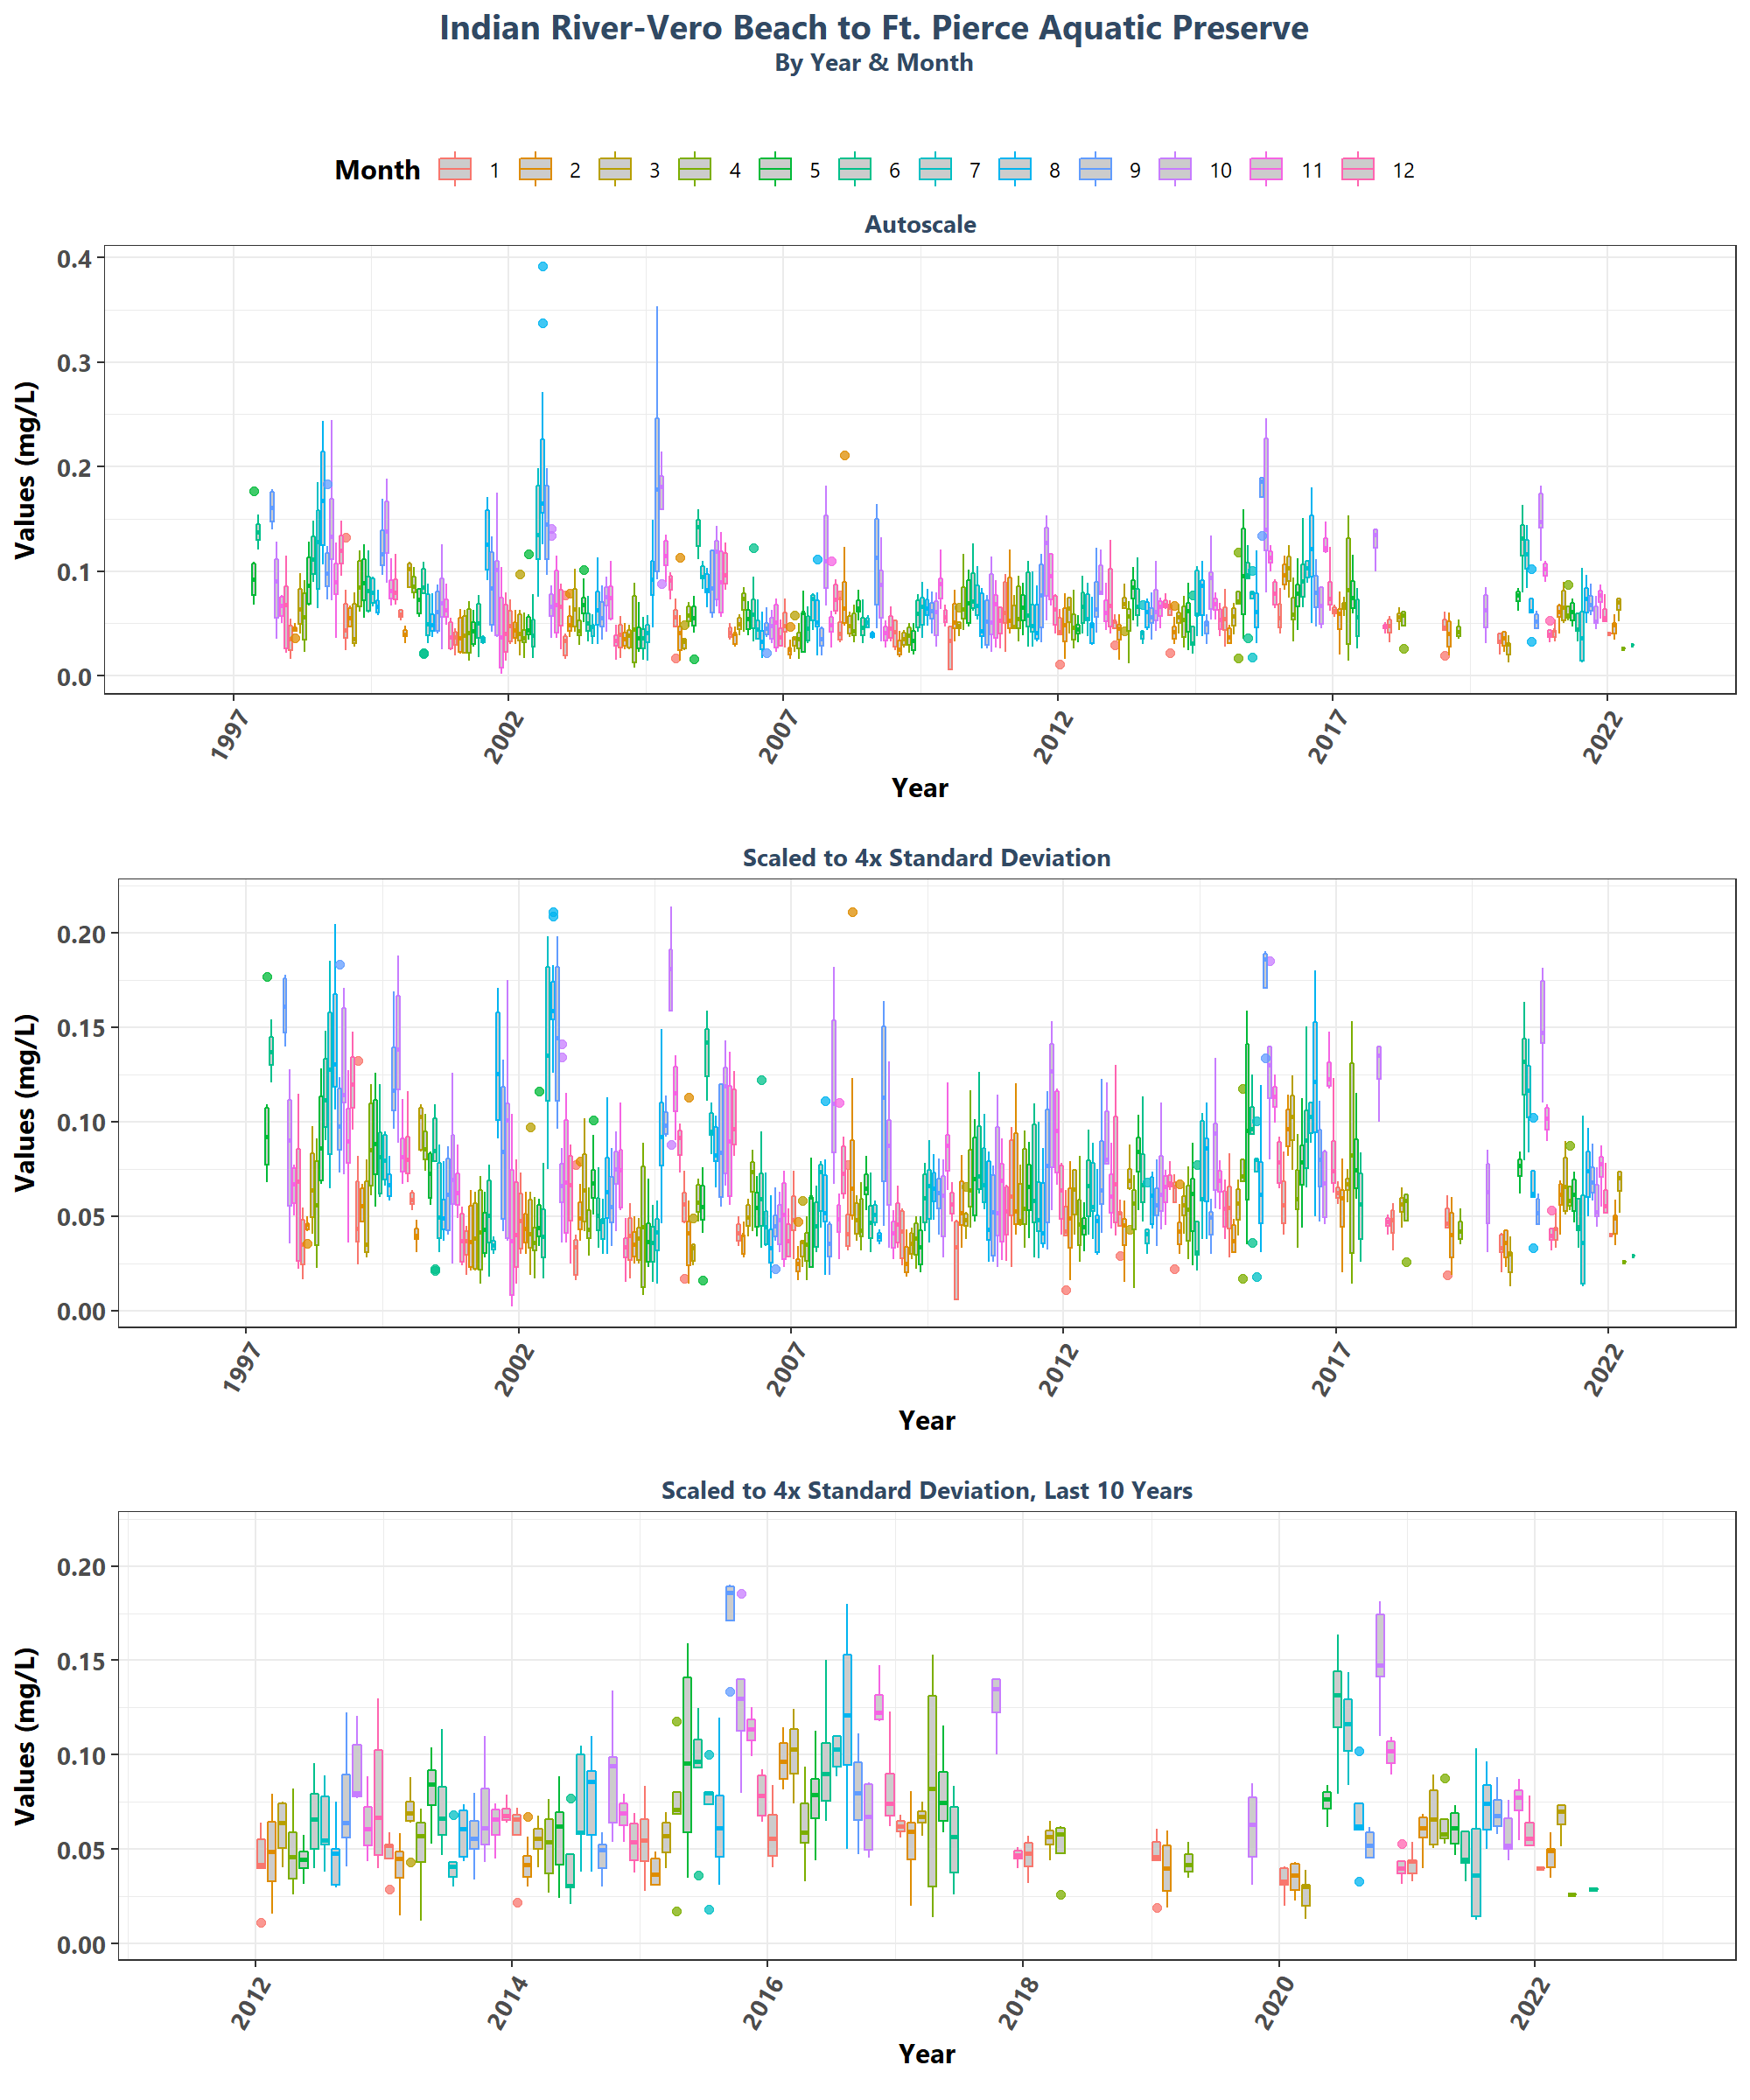 Indian River-Vero Beach to Ft. Pierce Aquatic Preserve
By Year & Month
Month 1 2 3 4 5 6 7 8 9 10 11 12
Autoscale
Values (mg/L)
0.4
0.3
0.2
0.1
0.0
1997 2002 2007 2012 2017 2022
Year
Scaled to 4x Standard Deviation
Values (mg/L)
0.20
0.15
0.10
0.05
0.00
1997 2002 2007 2012 2017 2022
Year
Scaled to 4x Standard Deviation, Last 10 Years
Values (mg/L)
0.20
0.15
0.10
0.05
0.00
2012 2014 2016 2018 2020 2022
Year